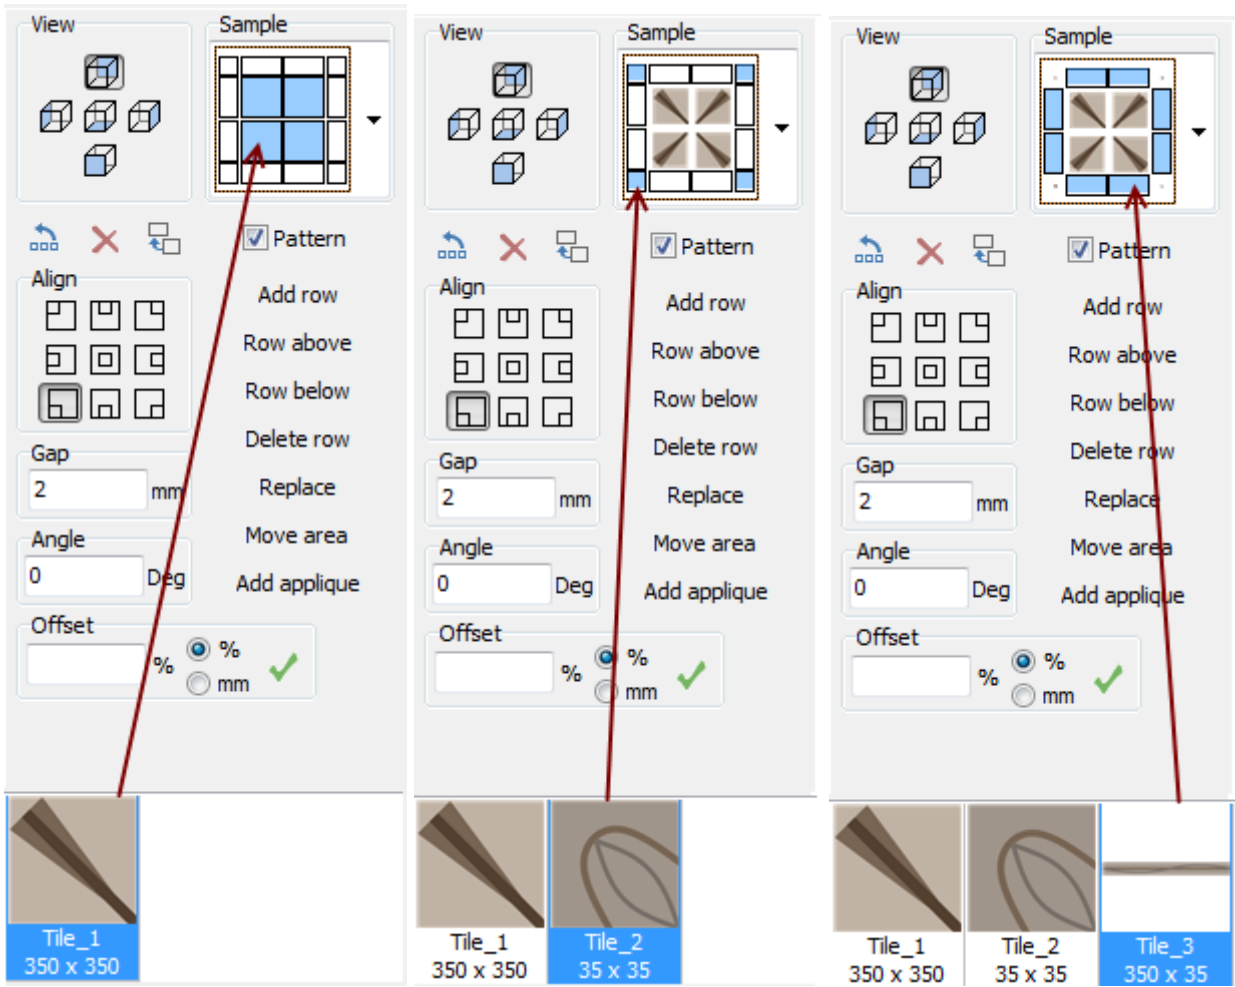 View
Sample
Pattern
Align
Add row
Row above
Row below
Delete row
Gap
2 mm
Replace
Angle
Move area
0 Deg
Add applique
Offset
% %
mm
Tile_1
350 x 350
View
Sample
Pattern
Align
Add row
Row above
Row below
Delete row
Gap
2 mm
Replace
Angle
Move area
0 Deg
Add applique
Offset
% %
mm
Tile_1 Tile_2
350 x 350 35 x 35
View
Sample
Pattern
Align
Add row
Row above
Row below
Delete row
Gap
2 mm
Replace
Angle
Move area
0 Deg
Add applique
Offset
% %
mm
Tile_1 Tile_2 Tile_3
350 x 350 35 x 35 350 x 35